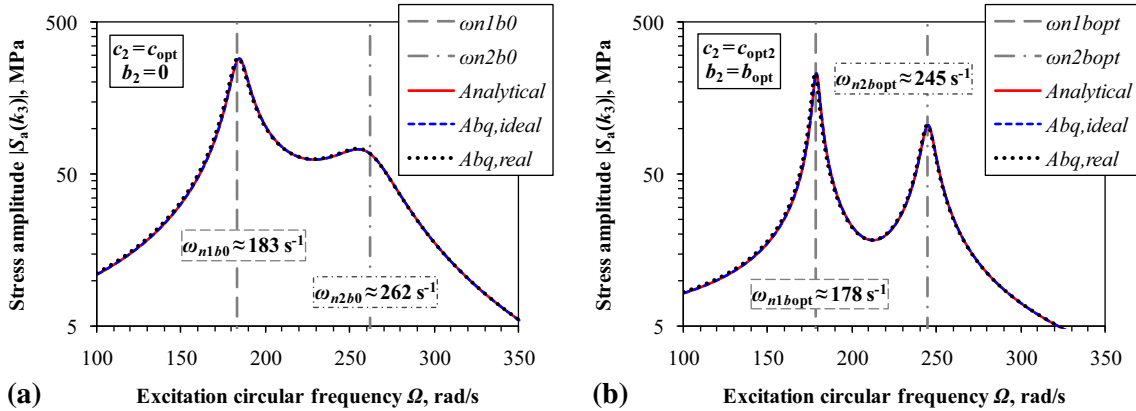 500
50
5
Stress amplitude |Sa(k3)|, MPa
c2 = copt
b2 = 0
ωn1b0
ωn2b0
Analytical
Abq,ideal
Abq,real
ωn1b0 ≈ 183 s-1
ωn2b0 ≈ 262 s-1
100 150 200 250 300 350
(a) Excitation circular frequency Ω, rad/s
500
50
5
Stress amplitude |Sa(k3)|, MPa
c2 = copt2
b2 = bopt
ωn2bopt ≈ 245 s-1
ωn1bopt
ωn2bopt
Analytical
Abq,ideal
Abq,real
ωn1bopt ≈ 178 s-1
100 150 200 250 300 350
(b) Excitation circular frequency Ω, rad/s